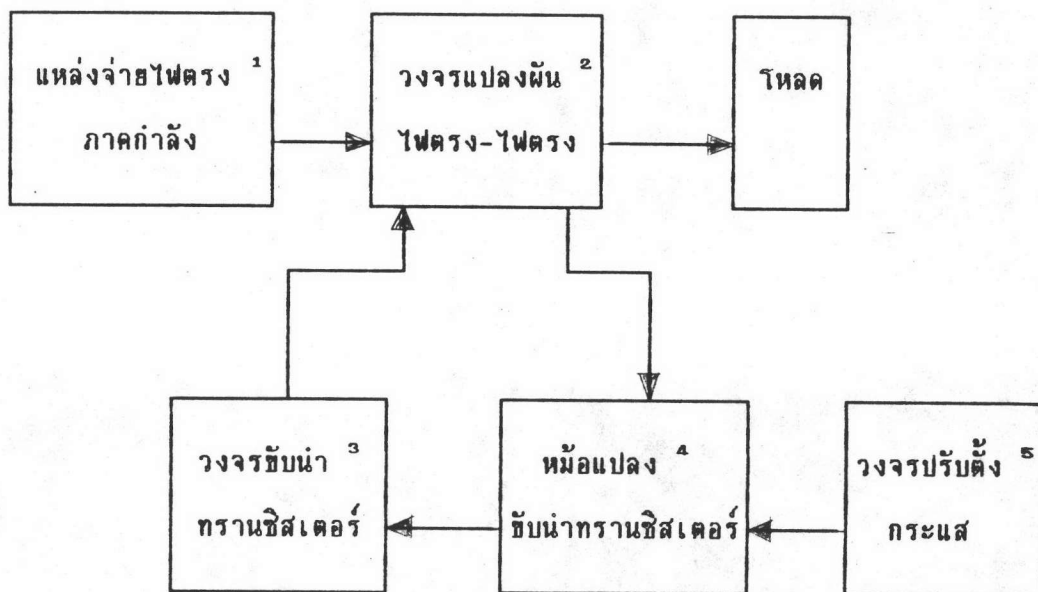 แหล่งจ่ายไฟตรง 1
ภาคกำลัง
วงจรแปลงผัน 2
ไฟตรง-ไฟตรง
โหลด
วงจรขับนำ 3
ทรานซิสเตอร์
หม้อแปลง 4
ขับนำทรานซิสเตอร์
วงจรปรับตั้ง 5
กระแส